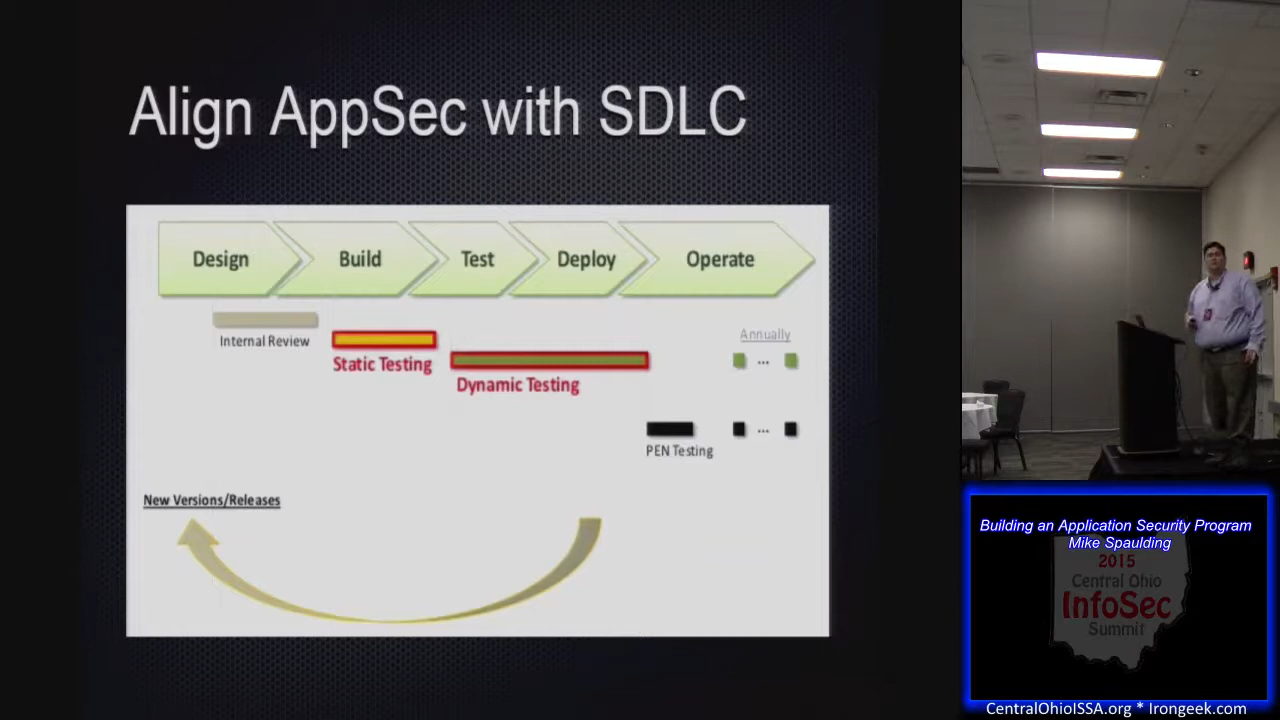 Align AppSec with SDLC
Design
Build
Test
Deploy
Operate
Internal Review
Static Testing
Dynamic Testing
Annually
...
PEN Testing
...
New Versions/Releases
Building an Application Security Program
Mike Spaulding
2015
Central Ohio
InfoSec
Summit
CentralOhioISSA.org * Irongeek.com